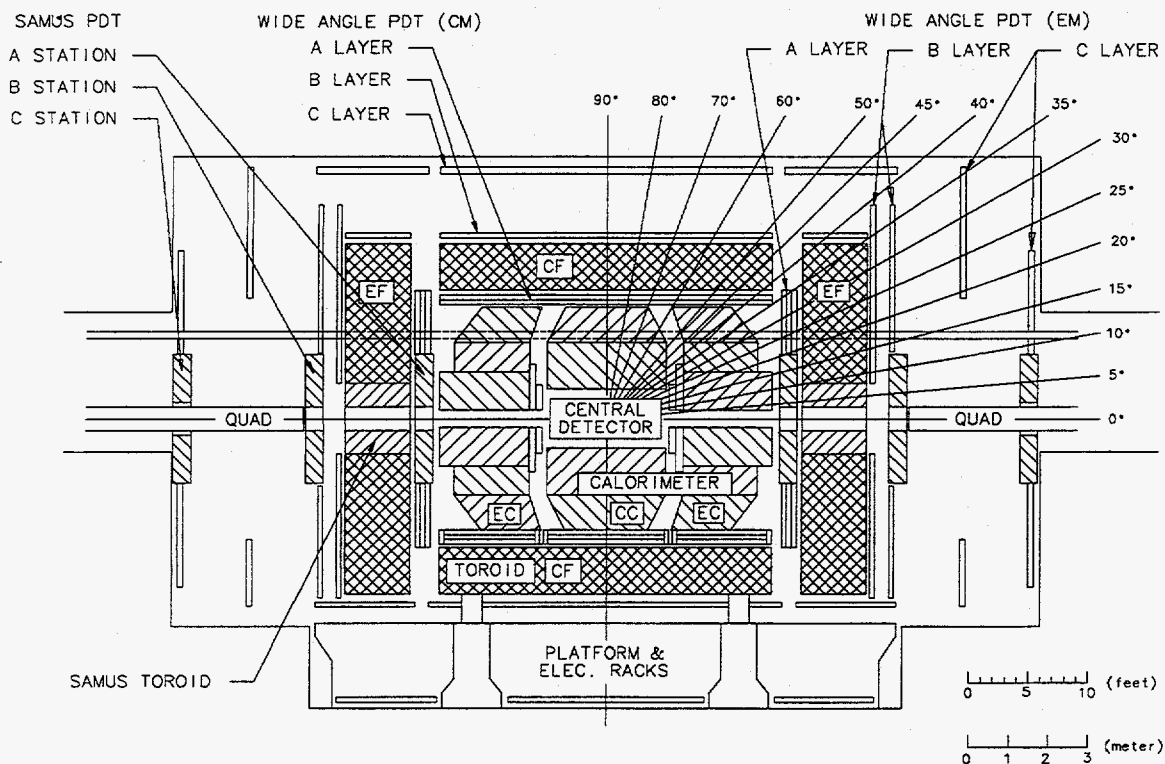 SAMUS PDT
A STATION
B STATION
C STATION
WIDE ANGLE PDT (CM)
A LAYER
B LAYER
C LAYER
WIDE ANGLE PDT (EM)
A LAYER
B LAYER
C LAYER
90°
80°
70°
60°
50°
45°
40°
35°
30°
25°
20°
15°
10°
5°
0°
CF
EF
EF
CENTRAL
DETECTOR
QUAD
QUAD
CALORIMETER
EC
CC
EC
TOROID
CF
PLATFORM &
ELEC. RACKS
SAMUS TOROID
0 5 10 (feet)
0 1 2 3 (meter)